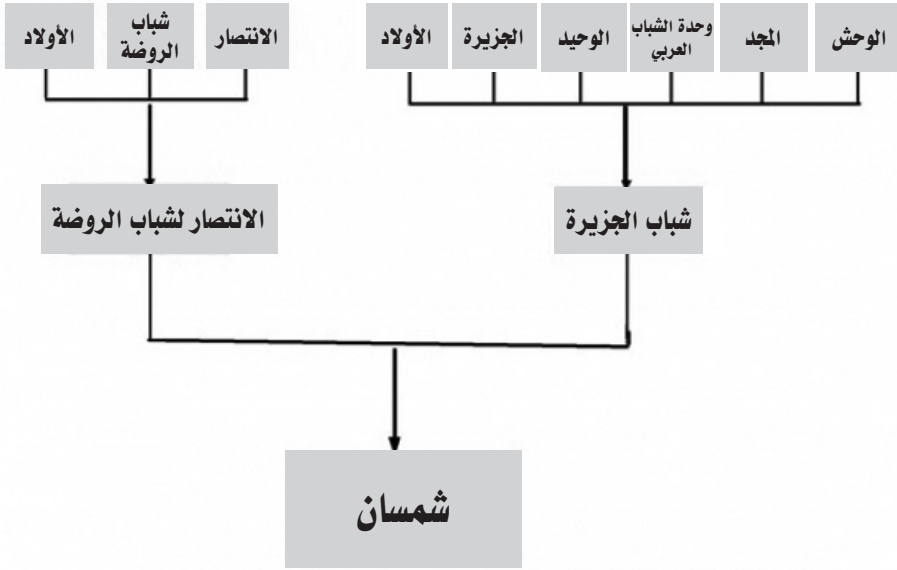 الوحش
المجد
وحدة الشباب
العربي
الوحيد
الجزيرة
الأولاد
الانتصار
شباب
الروضة
الأولاد
شباب الجزيرة
الانتصار لشباب الروضة
شمسان